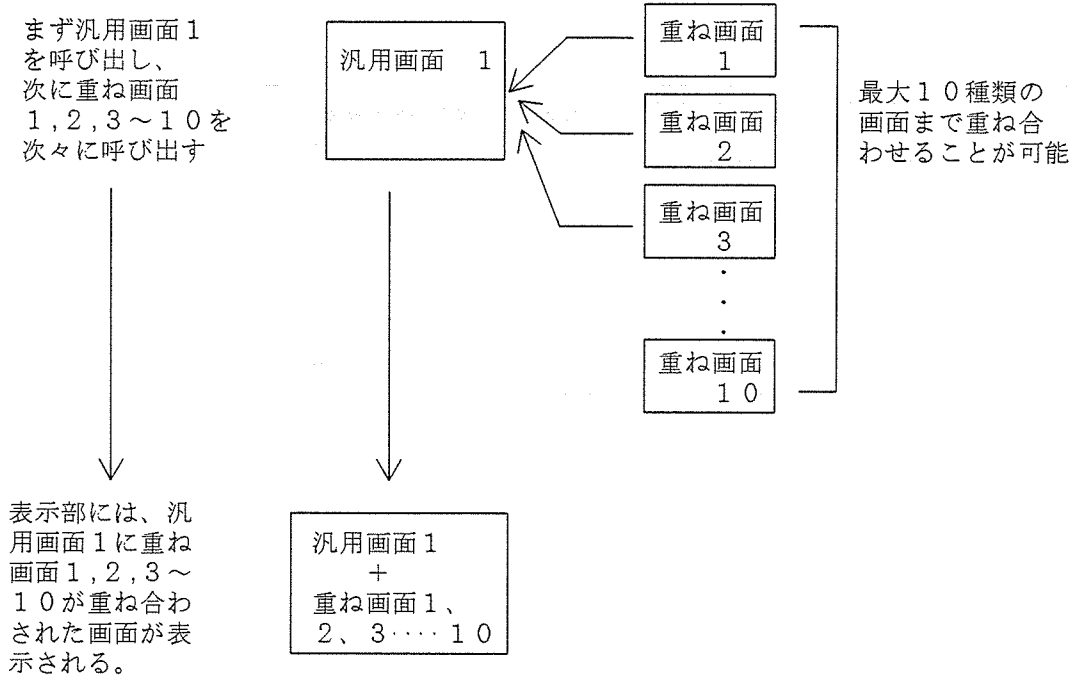 まず汎用画面１
を呼び出し、
次に重ね画面
１,２,３～１０を
次々に呼び出す
汎用画面　１
重ね画面
１
重ね画面
２
重ね画面
３
・
・
・
重ね画面
１０
最大１０種類の
画面まで重ね合
わせることが可能
表示部には、汎
用画面１に重ね
画面１,２,３～
１０が重ね合わ
された画面が表
示される。
汎用画面１
＋
重ね画面１、
２、３‥‥１０